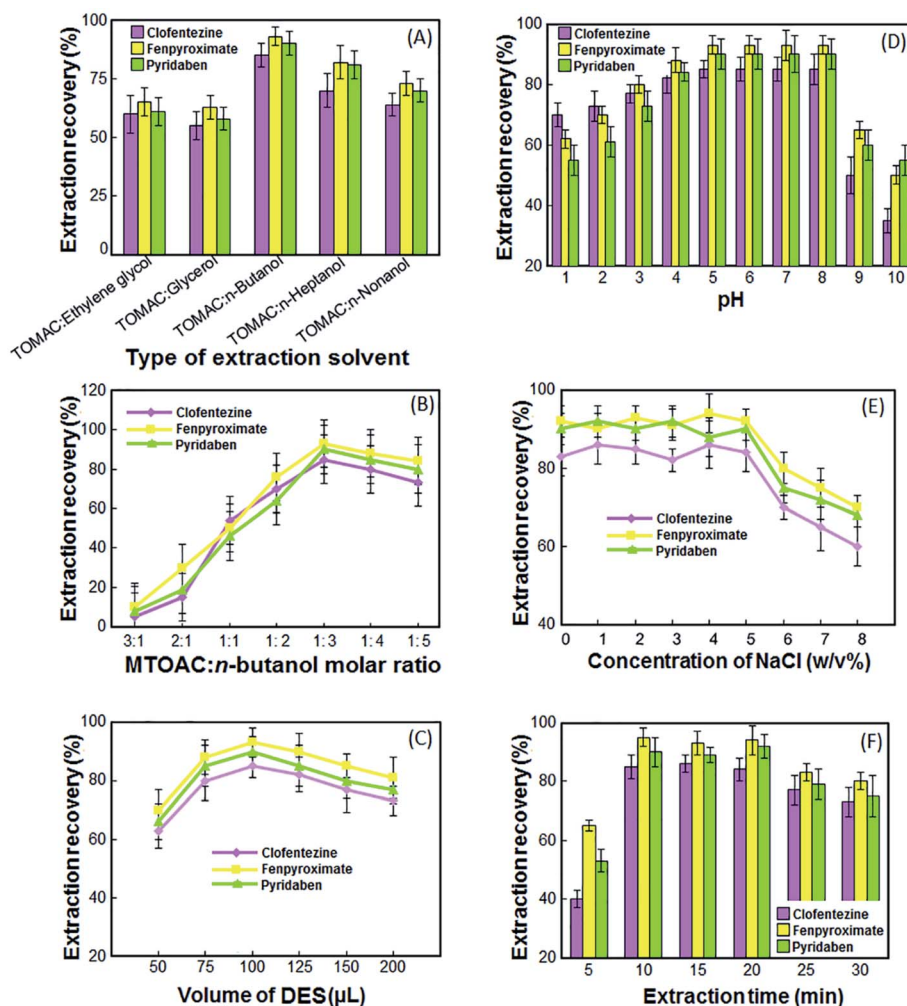 (A)
Clofentezine
Fenpyroximate
Pyridaben
Extraction recovery (%)
100
75
50
25
0
TOMAC:Ethylene glycol
TOMAC:Glycerol
TOMAC:n-Butanol
TOMAC:n-Heptanol
TOMAC:n-Nonanol
Type of extraction solvent
(B)
Clofentezine
Fenpyroximate
Pyridaben
Extraction recovery (%)
120
100
80
60
40
20
0
3:1 2:1 1:1 1:2 1:3 1:4 1:5
MTOAC:n-butanol molar ratio
(C)
Clofentezine
Fenpyroximate
Pyridaben
Extraction recovery (%)
100
80
60
40
20
50 75 100 125 150 200
Volume of DES(µL)
(D)
Clofentezine
Fenpyroximate
Pyridaben
Extraction recovery (%)
100
80
60
40
20
1 2 3 4 5 6 7 8 9 10
pH
(E)
Clofentezine
Fenpyroximate
Pyridaben
Extraction recovery (%)
100
80
60
40
0 1 2 3 4 5 6 7 8
Concentration of NaCl (w/v%)
(F)
Clofentezine
Fenpyroximate
Pyridaben
Extraction recovery (%)
100
80
60
40
20
5 10 15 20 25 30
Extraction time (min)